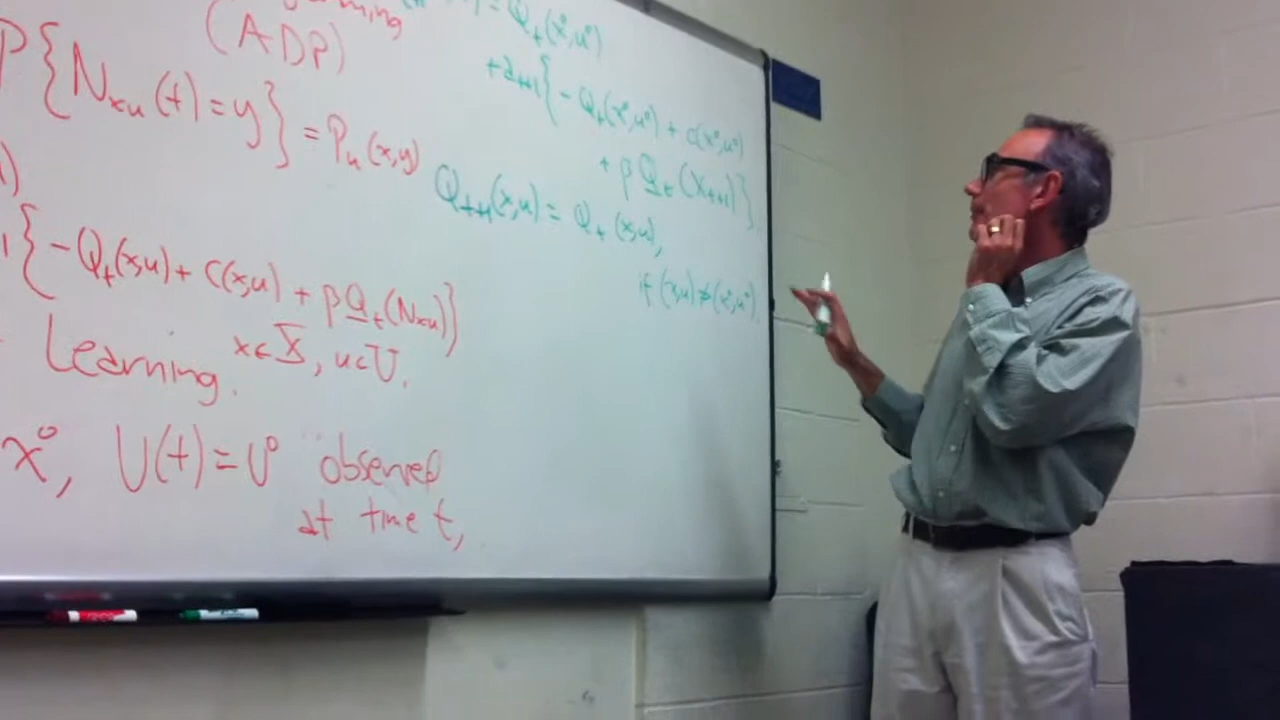 (ADP)
P{N_xu(t)=y} = P_u(x,y)
{-Q_t(x,u)+ C(x,u) + βQ_t(N_xu)}
x∈X, u∈U.
Learning.
x°, U(t)=U° observed
at time t,
= Q_t(x°,u°)
+a_t+1{-Q_t(x°,u°) + c(x°,u°)
+ βQ_t(X_t+1)}
Q_t+1(x,u) = Q_t(x,u),
if (x,u)≠(x°,u°).